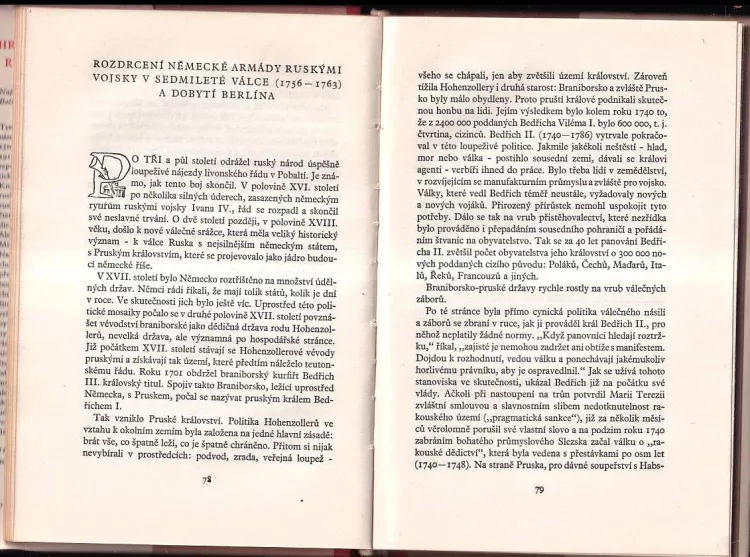 ROZDRCENÍ NĚMECKÉ ARMÁDY RUSKÝMI
VOJSKY V SEDMILETÉ VÁLCE (1756–1763)
A DOBYTÍ BERLÍNA
DO TŘI a půl století odrážel ruský národ úspěšně
loupeživé nájezdy livonského řádu v Pobaltí. Je zná-
mo, jak tento boj skončil. V polovině XVI. století
po několika silných úderech, zasazených německým
rytířům ruskými vojsky Ivana IV., řád se rozpadl a skončil
své neslavné trvání. O dvě století později, v polovině XVIII.
věku, došlo k nové válečné srážce, která měla veliký historický
význam - k válce Ruska s nejsilnějším německým státem,
s Pruským královstvím, které se projevovalo jako jádro budou-
cí německé říše.
V XVII. století bylo Německo roztříštěno na množství úděl-
ných držav. Němci rádi říkali, že mají tolik států, kolik je dní
v roce. Ve skutečnosti jich bylo ještě víc. Uprostřed této poli-
tické mosaiky počalo se v druhé polovině XVII. století povzná-
šet vévodství braniborské jako dědičná država rodu Hohenzol-
lerů, nevelká država, ale významná po hospodářské stránce.
Již počátkem XVII. století stávají se Hohenzollerové vévody
pruskými a získávají tak území, které předtím náleželo teuton-
skému řádu. Roku 1701 obdržel braniborský kurfiřt Bedřich
III. královský titul. Spojiv takto Braniborsko, ležící uprostřed
Německa, s Pruskem, počal se nazývat pruským králem Bed-
řichem I.
Tak vzniklo Pruské království. Politika Hohenzollerů ve
vztahu k okolním zemím byla založena na jedné hlavní zásadě:
brát vše, co špatně leží, co je špatně chráněno. Přitom si nijak
nevybírali v prostředcích: podvod, zrada, veřejná loupež -
78
všeho se chápali, jen aby zvětšili území království. Zároveň
tížila Hohenzollery i druhá starost: Braniborsko a zvláště Prus-
ko byly málo obydleny. Proto pruští králové podnikali skuteč-
nou honbu na lidi. Jejím výsledkem bylo kolem roku 1740 to,
že z 2400 000 poddaných Bedřicha Viléma I. bylo 600 000, t. j.
čtvrtina, cizinců. Bedřich II. (1740–1786) vytrvale pokračo-
val v této loupeživé politice. Jakmile jakékoli neštěstí - hlad,
mor nebo válka - postihlo sousední zemi, dávali se královi
agenti - verbíři ihned do práce. Bylo třeba lidí v zemědělství,
v rozvíjejícím se manufakturním průmyslu a zvláště pro vojsko.
Války, které vedl Bedřich téměř neustále, vyžadovaly nových
a nových vojáků. Přirozený přírůstek nemohl uspokojit tyto
potřeby. Dálo se tak na vrub přistěhovalectví, které nezřídka
bylo prováděno i přepadáním sousedního pohraničí a pořádá-
ním štvanic na obyvatelstvo. Tak se za 40 let panování Bedři-
cha II. zvětšil počet obyvatelstva jeho království o 300 000 no-
vých poddaných cizího původu: Poláků, Čechů, Maďarů, Ita-
lů, Řeků, Francouzů a jiných.
Braniborsko-pruské državy rychle rostly na vrub válečných
záborů.
Po té stránce byla přímo cynická politika válečného násilí
a záborů se zbraní v ruce, jak ji prováděl král Bedřich II., pro
něhož neplatily žádné normy. „Když panovníci hledají roztrž-
ku,“ říkal, „zajisté je nemohou zadržet ani obtíže s manifestem.
Dojdou k rozhodnutí, vedou válku a ponechávají jakémukoliv
horlivému právníku, aby je ospravedlnil.“ Jak se užívá tohoto
stanoviska ve skutečnosti, ukázal Bedřich již na počátku své
vlády. Ačkoli při nastoupení na trůn potvrdil Marii Terezii
zvláštní smlouvou a slavnostním slibem nedotknutelnost ra-
kouského území („pragmatická sankce“), již za několik měsí-
ců věrolomně porušil své vlastní slovo a na podzim roku 1740
zabráním bohatého průmyslového Slezska začal válku o „ra-
kouské dědictví“, která byla vedena s přestávkami po osm let
(1740–1748). Na straně Pruska, pro dávné soupeřství s Habs-
79